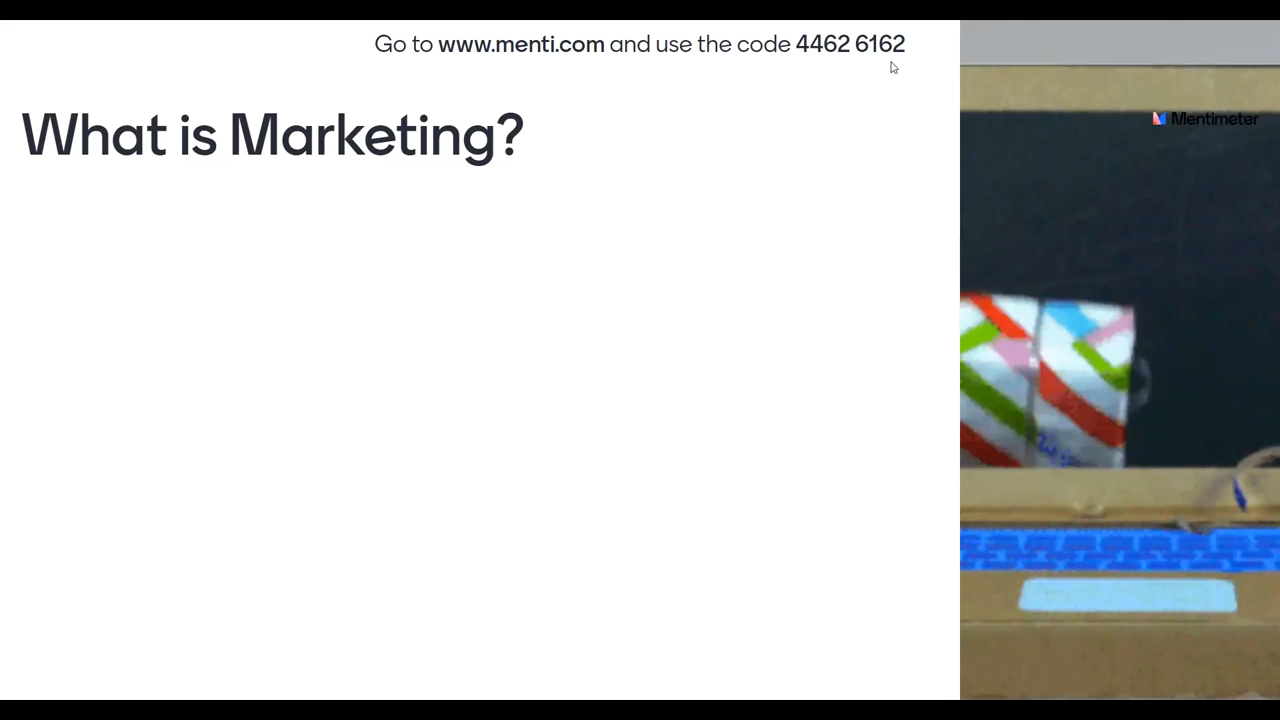 Go to www.menti.com and use the code 4462 6162
What is Marketing?
Mentimeter